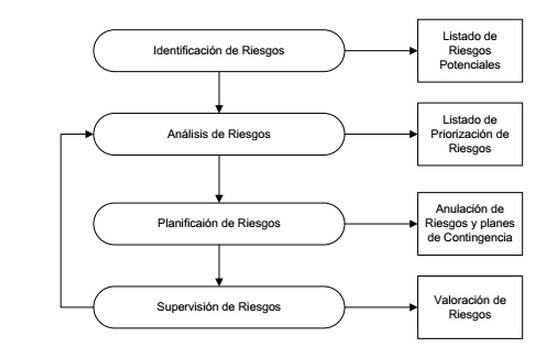 Identificación de Riesgos
Listado de
Riesgos
Potenciales
Análisis de Riesgos
Listado de
Priorización de
Riesgos
Planificaión de Riesgos
Anulación de
Riesgos y planes
de Contingencia
Supervisión de Riesgos
Valoración de
Riesgos